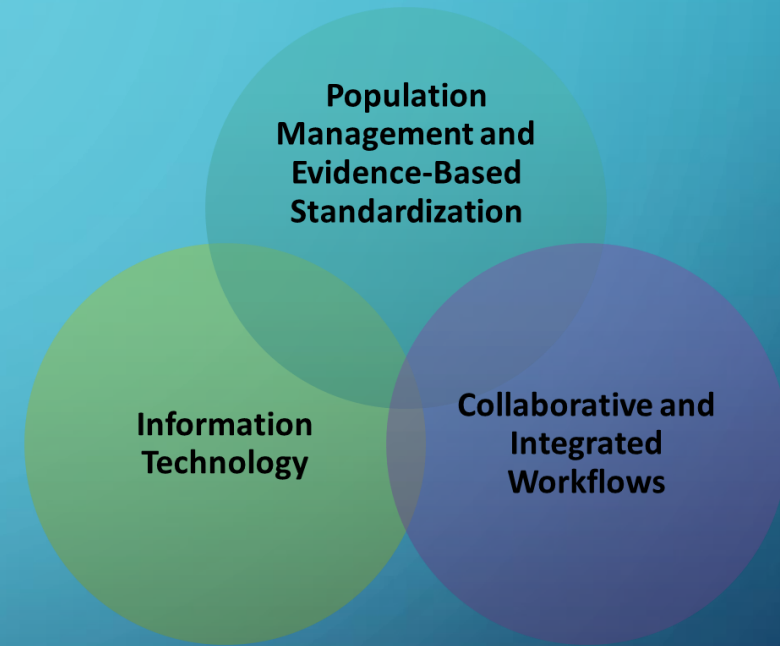 Population
Management and
Evidence-Based
Standardization
Information
Technology
Collaborative and
Integrated
Workflows